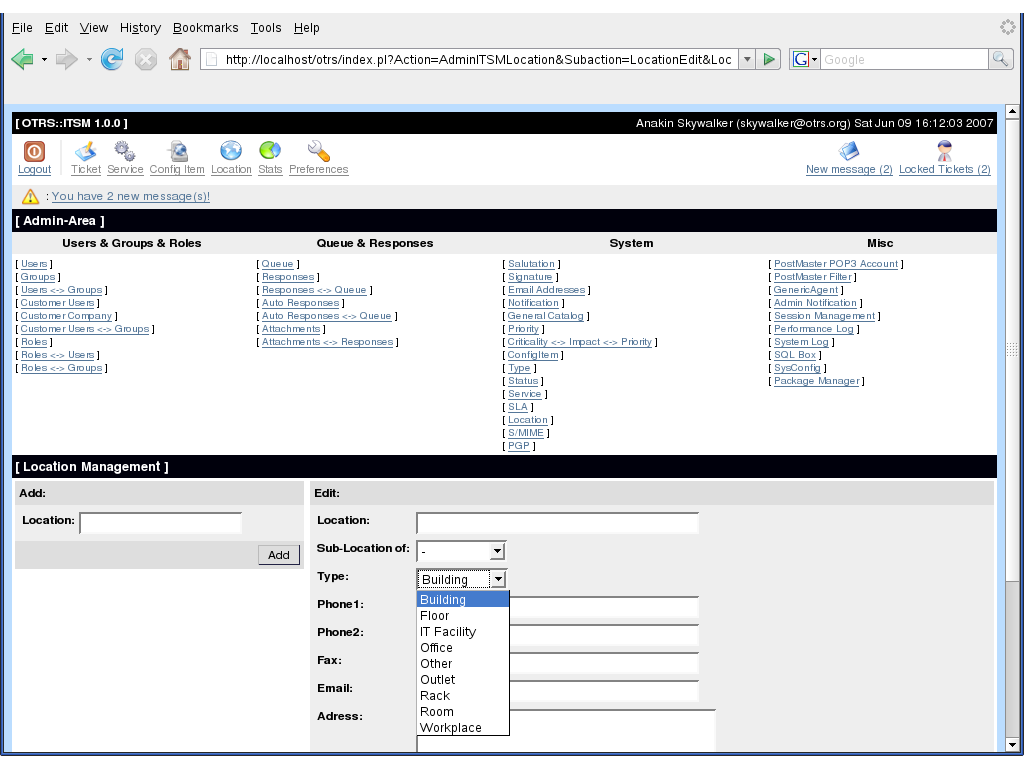 File Edit View History Bookmarks Tools Help
http://localhost/otrs/index.pl?Action=AdminITSMLocation&Subaction=LocationEdit&Loc
G Google
[ OTRS::ITSM 1.0.0 ] Anakin Skywalker (skywalker@otrs.org) Sat Jun 09 16:12:03 2007
Logout Ticket Service Config Item Location Stats Preferences New message (2) Locked Tickets (2)
: You have 2 new message(s)!
[ Admin-Area ]
Users & Groups & Roles
[ Users ]
[ Groups ]
[ Users <-> Groups ]
[ Customer Users ]
[ Customer Company ]
[ Customer Users <-> Groups ]
[ Roles ]
[ Roles <-> Users ]
[ Roles <-> Groups ]
Queue & Responses
[ Queue ]
[ Responses ]
[ Responses <-> Queue ]
[ Auto Responses ]
[ Auto Responses <-> Queue ]
[ Attachments ]
[ Attachments <-> Responses ]
System
[ Salutation ]
[ Signature ]
[ Email Addresses ]
[ Notification ]
[ General Catalog ]
[ Priority ]
[ Criticality <-> Impact <-> Priority ]
[ ConfigItem ]
[ Type ]
[ Status ]
[ Service ]
[ SLA ]
[ Location ]
[ S/MIME ]
[ PGP ]
Misc
[ PostMaster POP3 Account ]
[ PostMaster Filter ]
[ GenericAgent ]
[ Admin Notification ]
[ Session Management ]
[ Performance Log ]
[ System Log ]
[ SQL Box ]
[ SysConfig ]
[ Package Manager ]
[ Location Management ]
Add:
Location:
Add
Edit:
Location:
Sub-Location of: -
Type: Building
Building
Floor
IT Facility
Office
Other
Outlet
Rack
Room
Workplace
Phone1:
Phone2:
Fax:
Email:
Adress: